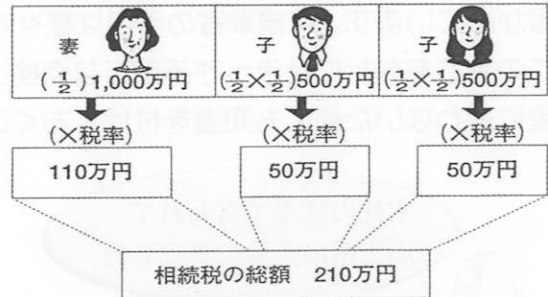 妻 子 子
(1/2)1,000万円 (1/2×1/2)500万円 (1/2×1/2)500万円
(×税率) (×税率) (×税率)
110万円 50万円 50万円
相続税の総額 210万円